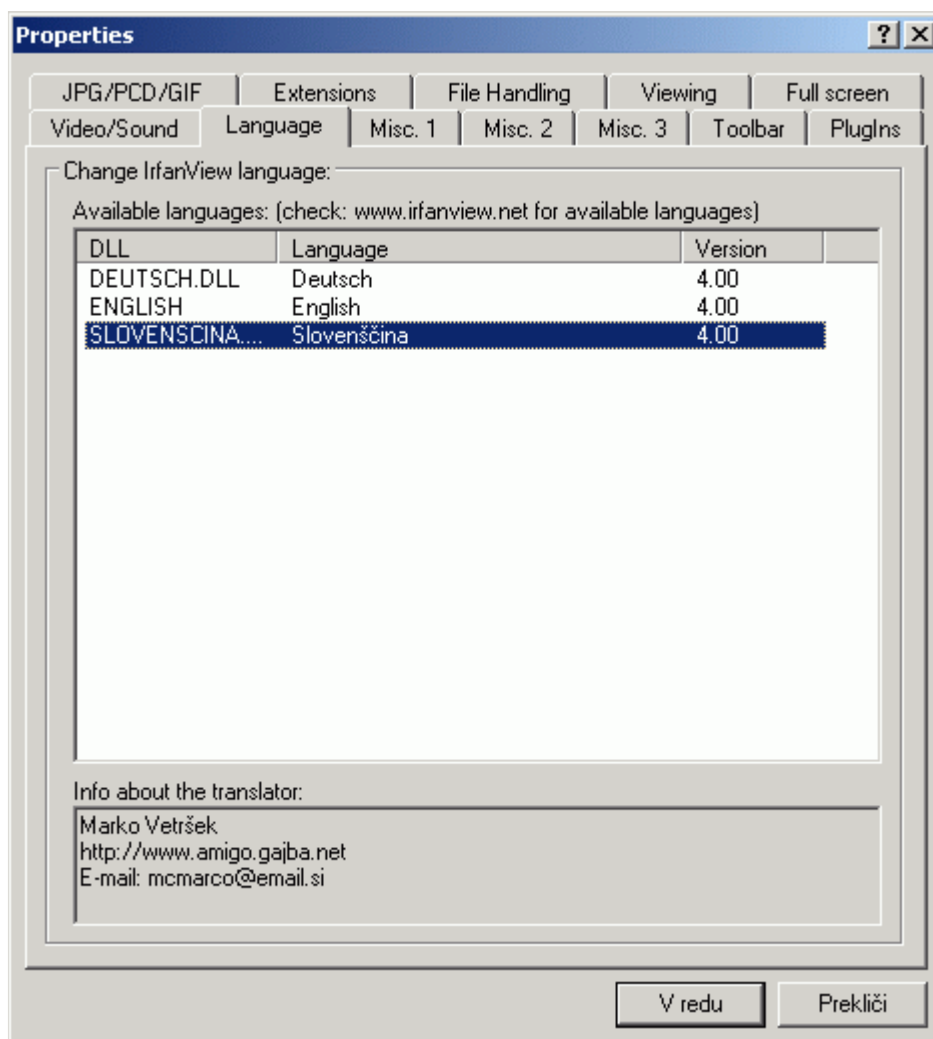 Properties
JPG/PCD/GIF Extensions File Handling Viewing Full screen
Video/Sound Language Misc. 1 Misc. 2 Misc. 3 Toolbar PlugIns
Change IrfanView language:
Available languages: (check: www.irfanview.net for available languages)
DLL Language Version
DEUTSCH.DLL Deutsch 4.00
ENGLISH English 4.00
SLOVENSCINA.... Slovenščina 4.00
Info about the translator:
Marko Vetršek
http://www.amigo.gajba.net
E-mail: mcmarco@email.si
V redu Prekliči